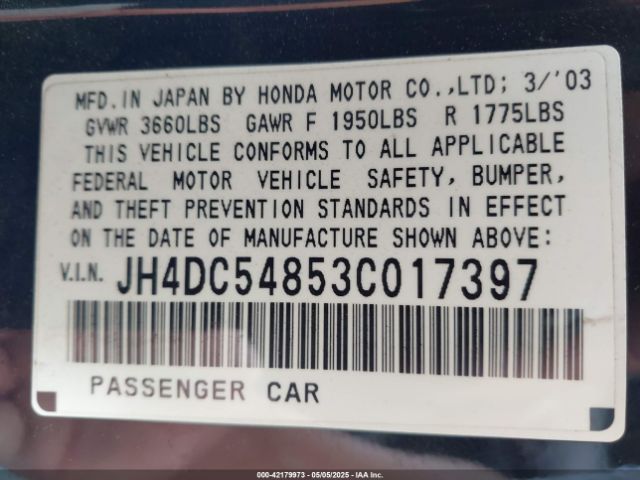 MFD. IN JAPAN BY HONDA MOTOR CO.,LTD; 3/'03
GVWR 3660LBS GAWR F 1950LBS R 1775LBS
THIS VEHICLE CONFORMS TO ALL APPLICABLE
FEDERAL MOTOR VEHICLE SAFETY, BUMPER,
AND THEFT PREVENTION STANDARDS IN EFFECT
ON THE DATE OF MANUFACTURE SHOWN ABOVE:
V.I.N. JH4DC54853C017397
PASSENGER CAR
000-42179973 - 05/05/2025 - IAAI.COM